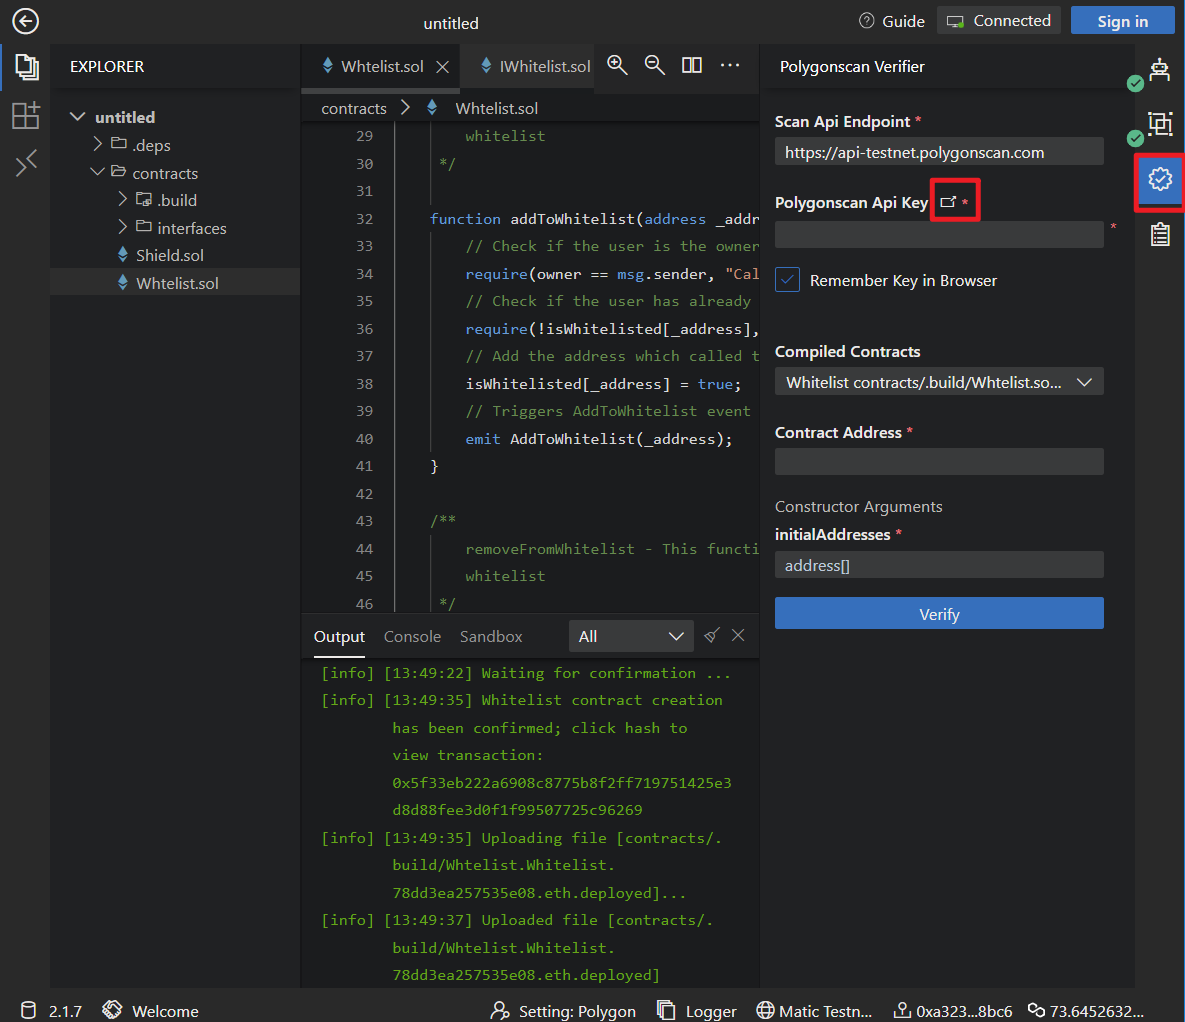 untitled
Guide
Connected
Sign in
EXPLORER
untitled
.deps
contracts
.build
interfaces
Shield.sol
Whtelist.sol
Whtelist.sol
IWhitelist.sol
contracts
Whtelist.sol
29 whitelist
30 */
31
32 function addToWhitelist(address _addr
33 // Check if the user is the owner
34 require(owner == msg.sender, "Cal
35 // Check if the user has already
36 require(!isWhitelisted[_address],
37 // Add the address which called t
38 isWhitelisted[_address] = true;
39 // Triggers AddToWhitelist event
40 emit AddToWhitelist(_address);
41 }
42
43 /**
44 removeFromWhitelist - This functi
45 whitelist
46 */
Output
Console
Sandbox
All
[info] [13:49:22] Waiting for confirmation ...
[info] [13:49:35] Whitelist contract creation
has been confirmed; click hash to
view transaction:
0x5f33eb222a6908c8775b8f2ff719751425e3
d8d88fee3d0f1f99507725c96269
[info] [13:49:35] Uploading file [contracts/.
build/Whtelist.Whitelist.
78dd3ea257535e08.eth.deployed]...
[info] [13:49:37] Uploaded file [contracts/.
build/Whtelist.Whitelist.
78dd3ea257535e08.eth.deployed]
Polygonscan Verifier
Scan Api Endpoint *
https://api-testnet.polygonscan.com
Polygonscan Api Key *
*
Remember Key in Browser
Compiled Contracts
Whitelist contracts/.build/Whtelist.so...
Contract Address *
Constructor Arguments
initialAddresses *
address[]
Verify
2.1.7
Welcome
Setting: Polygon
Logger
Matic Testn...
0xa323...8bc6
73.6452632...